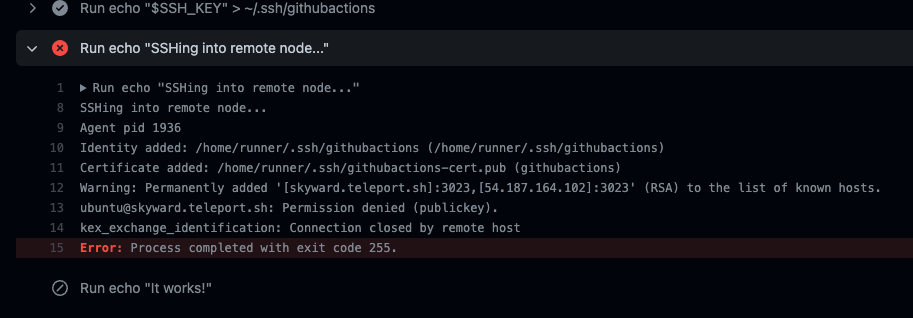 Run echo "$SSH_KEY" > ~/.ssh/githubactions
Run echo "SSHing into remote node..."
1 ▶ Run echo "SSHing into remote node..."
8 SSHing into remote node...
9 Agent pid 1936
10 Identity added: /home/runner/.ssh/githubactions (/home/runner/.ssh/githubactions)
11 Certificate added: /home/runner/.ssh/githubactions-cert.pub (githubactions)
12 Warning: Permanently added '[skyward.teleport.sh]:3023,[54.187.164.102]:3023' (RSA) to the list of known hosts.
13 ubuntu@skyward.teleport.sh: Permission denied (publickey).
14 kex_exchange_identification: Connection closed by remote host
15 Error: Process completed with exit code 255.
Run echo "It works!"